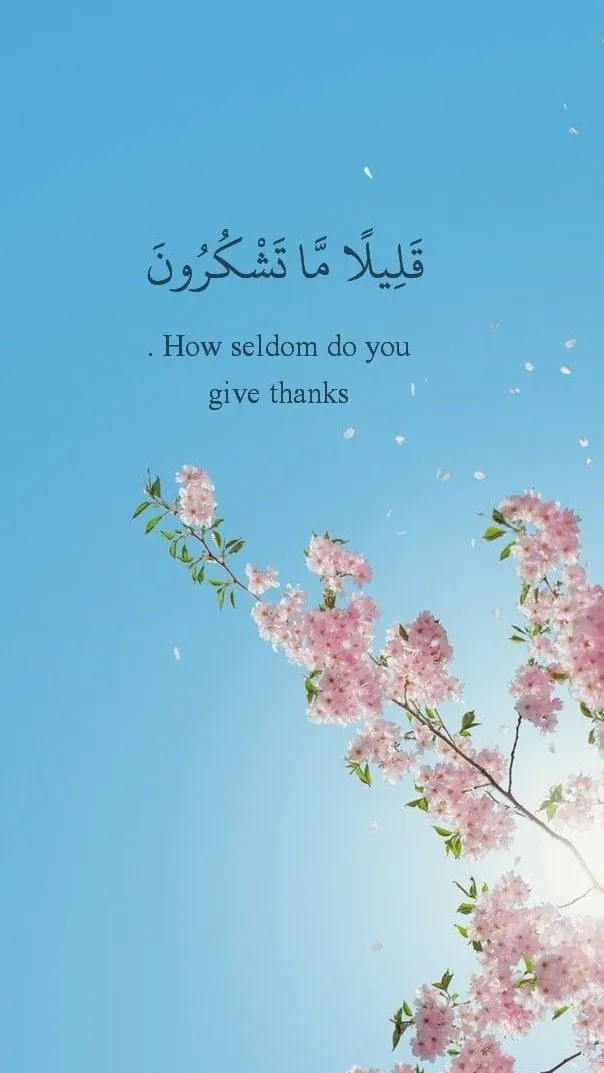 قَلِيلًا مَّا تَشْكُرُونَ
. How seldom do you
give thanks